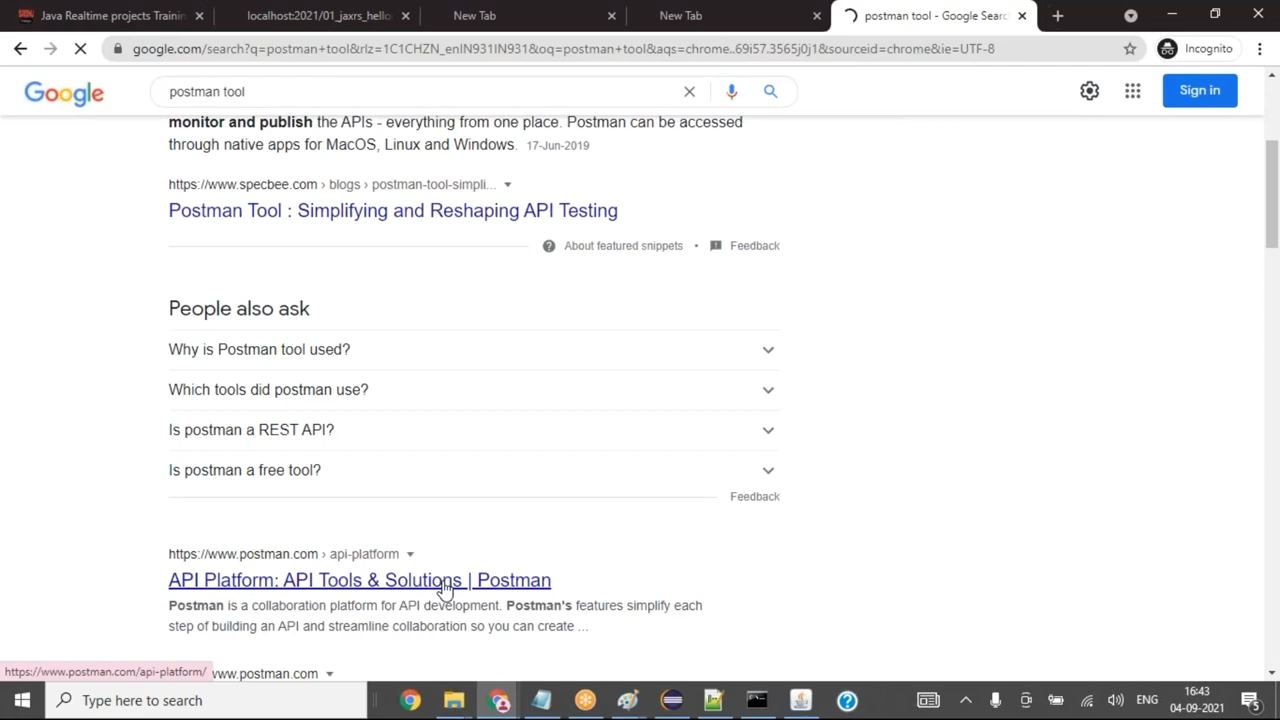 Java Realtime projects Trainin
localhost:2021/01_jaxrs_hello
New Tab
New Tab
postman tool - Google Searc
google.com/search?q=postman+tool&rlz=1C1CHZN_enIN931IN931&oq=postman+tool&aqs=chrome..69i57.3565j0j1&sourceid=chrome&ie=UTF-8
Incognito
Google
postman tool
Sign in
monitor and publish the APIs - everything from one place. Postman can be accessed
through native apps for MacOS, Linux and Windows. 17-Jun-2019
https://www.specbee.com › blogs › postman-tool-simpli...
Postman Tool : Simplifying and Reshaping API Testing
About featured snippets • Feedback
People also ask
Why is Postman tool used?
Which tools did postman use?
Is postman a REST API?
Is postman a free tool?
Feedback
https://www.postman.com › api-platform
API Platform: API Tools & Solutions | Postman
Postman is a collaboration platform for API development. Postman's features simplify each
step of building an API and streamline collaboration so you can create ...
https://www.postman.com/api-platform/
www.postman.com
Type here to search
ENG
16:43
04-09-2021
5